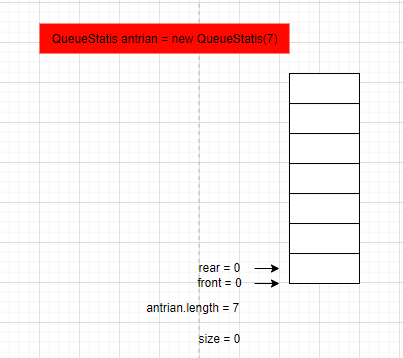 QueueStatis antrian = new QueueStatis(7)
rear = 0
front = 0
antrian.length = 7
size = 0